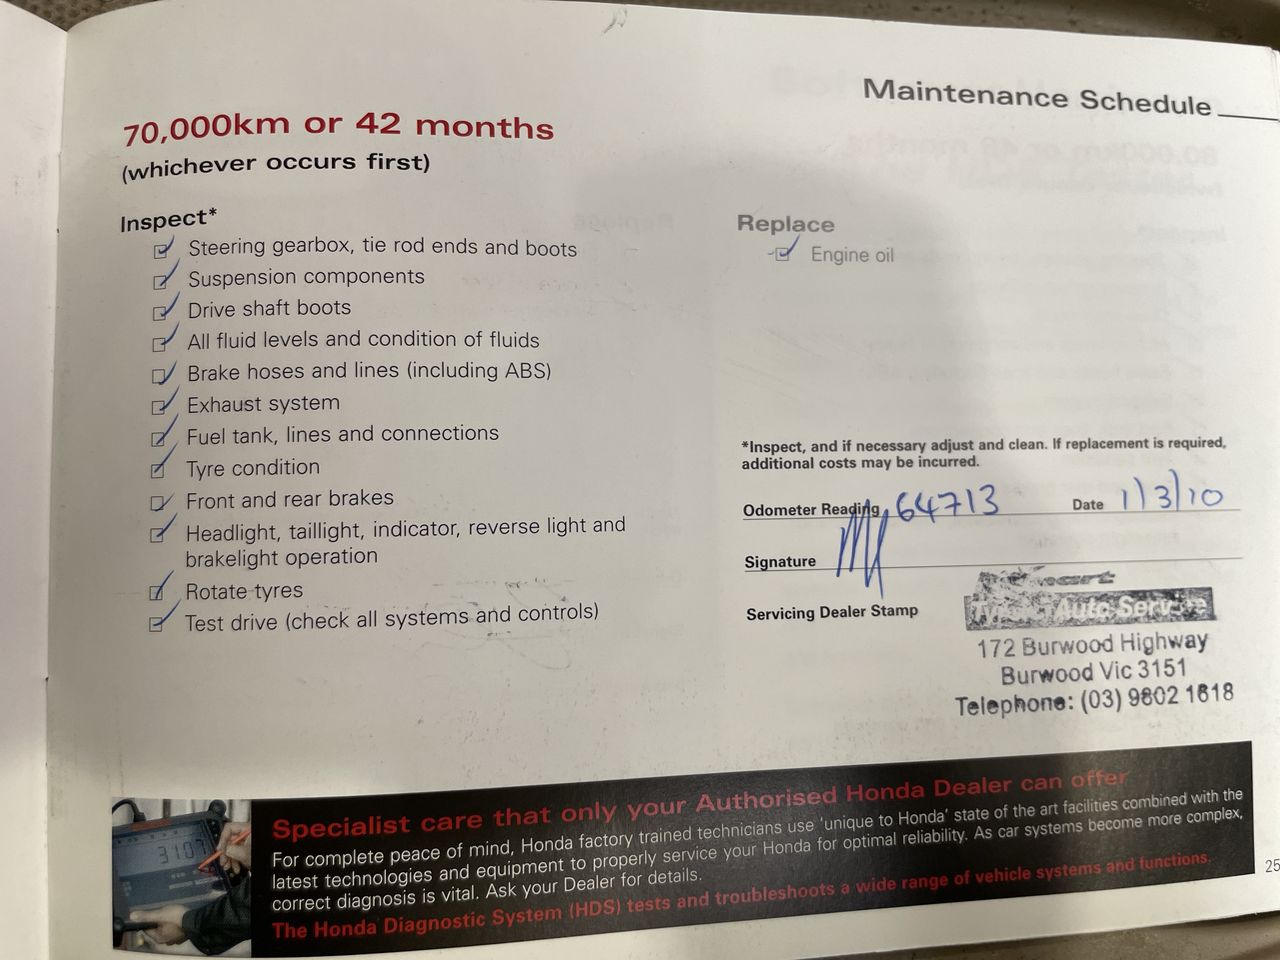 Maintenance Schedule
70,000km or 42 months
(whichever occurs first)
Inspect*
Steering gearbox, tie rod ends and boots
Suspension components
Drive shaft boots
All fluid levels and condition of fluids
Brake hoses and lines (including ABS)
Exhaust system
Fuel tank, lines and connections
Tyre condition
Front and rear brakes
Headlight, taillight, indicator, reverse light and
brakelight operation
Rotate tyres
Test drive (check all systems and controls)
Replace
Engine oil
*Inspect, and if necessary adjust and clean. If replacement is required,
additional costs may be incurred.
Odometer Reading 64713 Date 1/3/10
Signature
Servicing Dealer Stamp
Auto Service
172 Burwood Highway
Burwood Vic 3151
Telephone: (03) 9802 1818
3107
Specialist care that only your Authorised Honda Dealer can offer
For complete peace of mind, Honda factory trained technicians use 'unique to Honda' state of the art facilities combined with the
latest technologies and equipment to properly service your Honda for optimal reliability. As car systems become more complex,
correct diagnosis is vital. Ask your Dealer for details.
The Honda Diagnostic System (HDS) tests and troubleshoots a wide range of vehicle systems and functions.
25